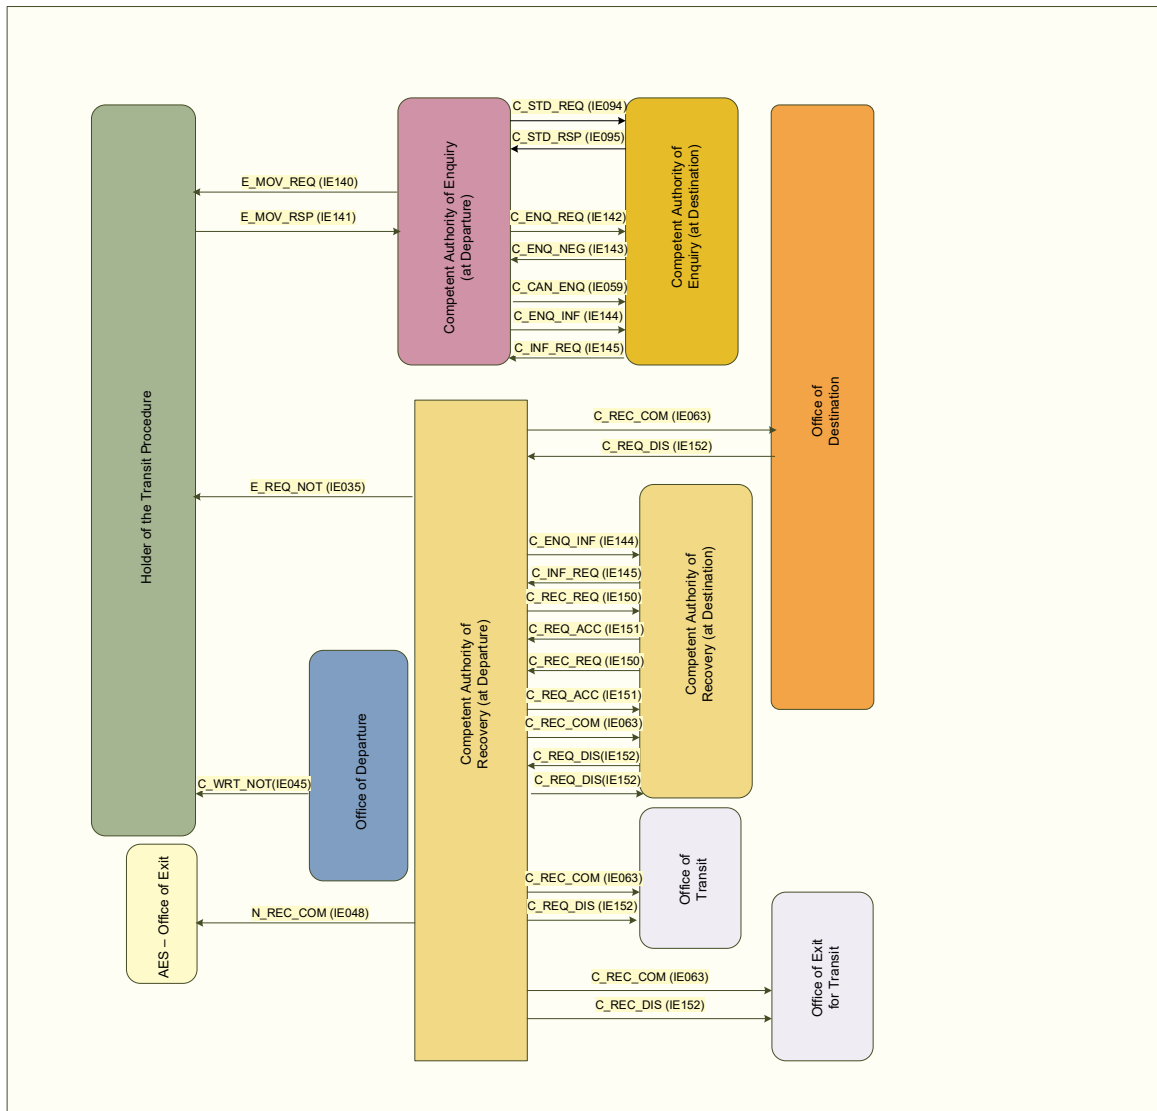 C_STD_REQ (IE094)
C_STD_RSP (IE095)
E_MOV_REQ (IE140)
E_MOV_RSP (IE141)
C_ENQ_REQ (IE142)
C_ENQ_NEG (IE143)
C_CAN_ENQ (IE059)
C_ENQ_INF (IE144)
C_INF_REQ (IE145)
Competent Authority of Enquiry
(at Departure)
Competent Authority of
Enquiry (at Destination)
Holder of the Transit Procedure
Office of
Destination
C_REC_COM (IE063)
C_REQ_DIS (IE152)
E_REQ_NOT (IE035)
C_ENQ_INF (IE144)
C_INF_REQ (IE145)
C_REC_REQ (IE150)
C_REQ_ACC (IE151)
C_REC_REQ (IE150)
C_REQ_ACC (IE151)
C_REC_COM (IE063)
C_REQ_DIS(IE152)
C_REQ_DIS(IE152)
Competent Authority of
Recovery (at Departure)
Competent Authority of
Recovery (at Destination)
Office of Departure
C_WRT_NOT(IE045)
AES – Office of Exit
N_REC_COM (IE048)
C_REC_COM (IE063)
C_REQ_DIS (IE152)
Office of
Transit
C_REC_COM (IE063)
C_REC_DIS (IE152)
Office of Exit
for Transit